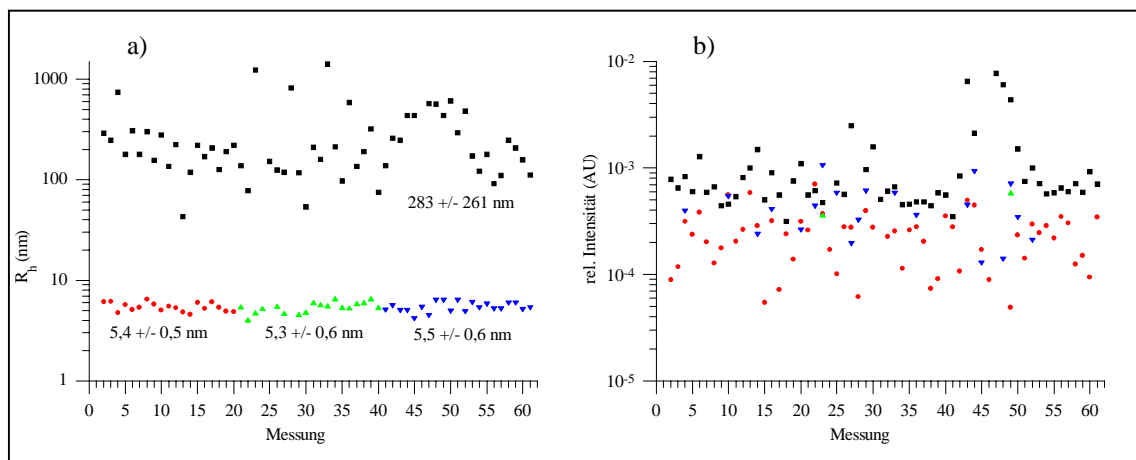 a)
1000
100
10
1
R_h (nm)
283 +/- 261 nm
5,4 +/- 0,5 nm
5,3 +/- 0,6 nm
5,5 +/- 0,6 nm
0 5 10 15 20 25 30 35 40 45 50 55 60
Messung
b)
10^-2
10^-3
10^-4
10^-5
rel. Intensität (AU)
0 5 10 15 20 25 30 35 40 45 50 55 60
Messung